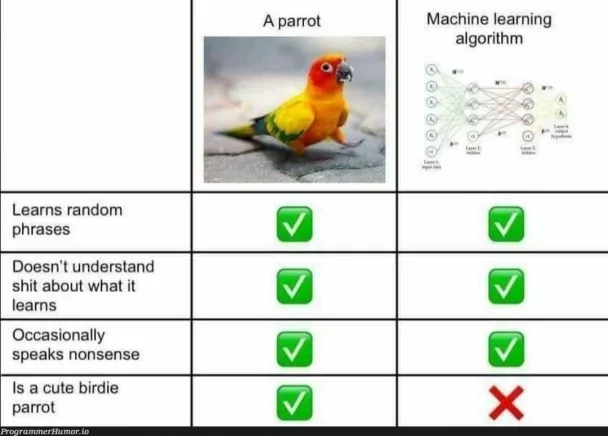 A parrot
Machine learning
algorithm
Learns random
phrases
Doesn't understand
shit about what it
learns
Occasionally
speaks nonsense
Is a cute birdie
parrot
ProgrammerHumor.io